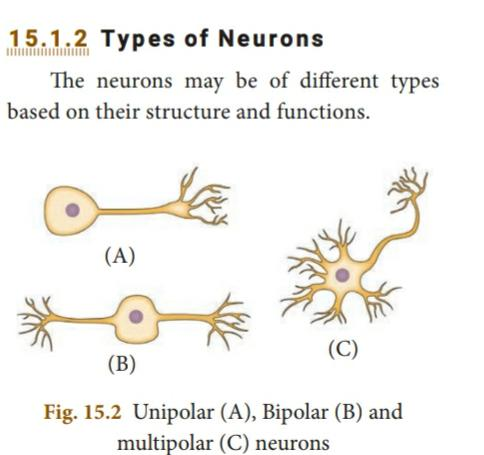 15.1.2 Types of Neurons
The neurons may be of different types
based on their structure and functions.
(A)
(B)
(C)
Fig. 15.2 Unipolar (A), Bipolar (B) and
multipolar (C) neurons